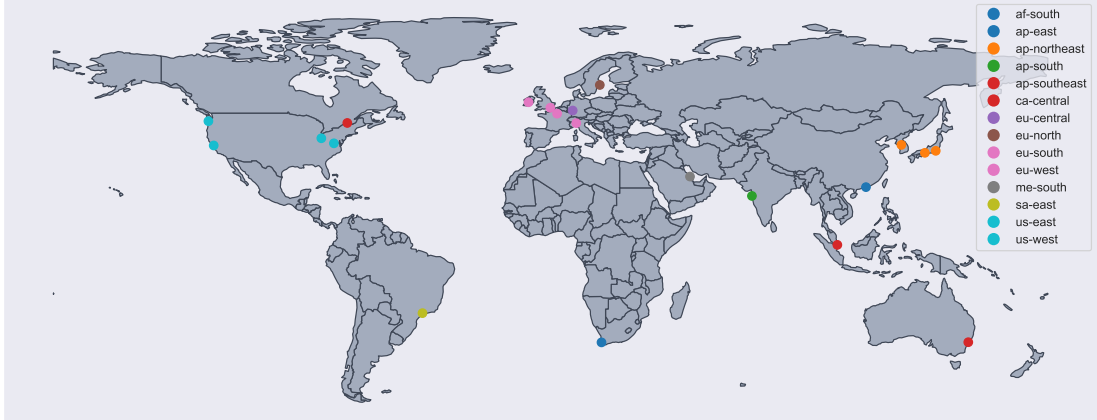 af-south
ap-east
ap-northeast
ap-south
ap-southeast
ca-central
eu-central
eu-north
eu-south
eu-west
me-south
sa-east
us-east
us-west